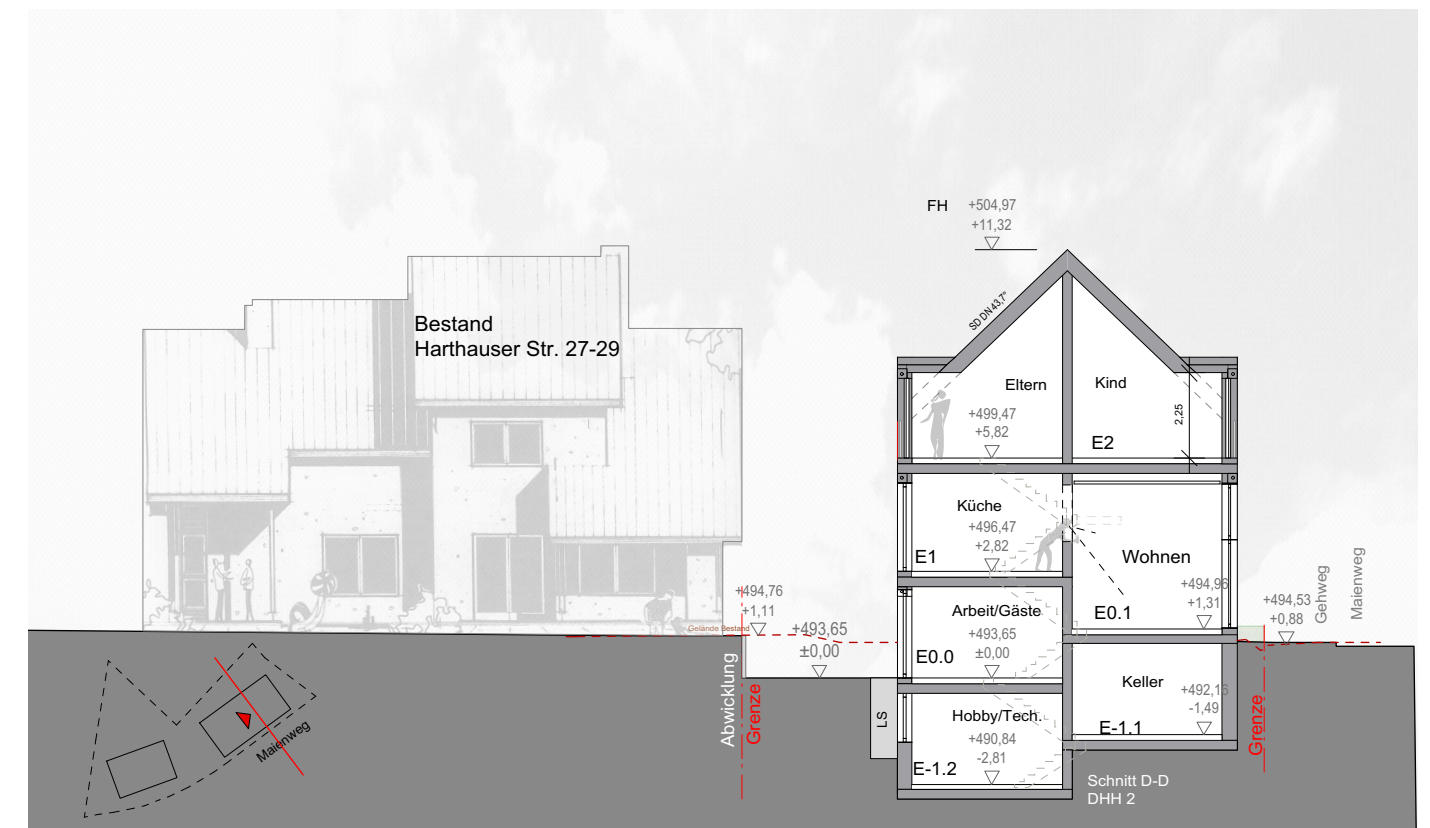 FH
+504,97
+11,32
SD DN 43,7°
Bestand
Harthauser Str. 27-29
Eltern
Kind
+499,47
+5,82
E2
2,25
Küche
+496,47
+2,82
E1
Wohnen
+494,96
+1,31
E0.1
+494,53
+0,88
Gehweg
Maienweg
+494,76
+1,11
Gelände Bestand
+493,65
±0,00
Arbeit/Gäste
+493,65
±0,00
E0.0
Abwicklung
Grenze
LS
Keller
+492,16
-1,49
E-1.1
Grenze
Hobby/Tech.
+490,84
-2,81
E-1.2
Maienweg
Schnitt D-D
DHH 2